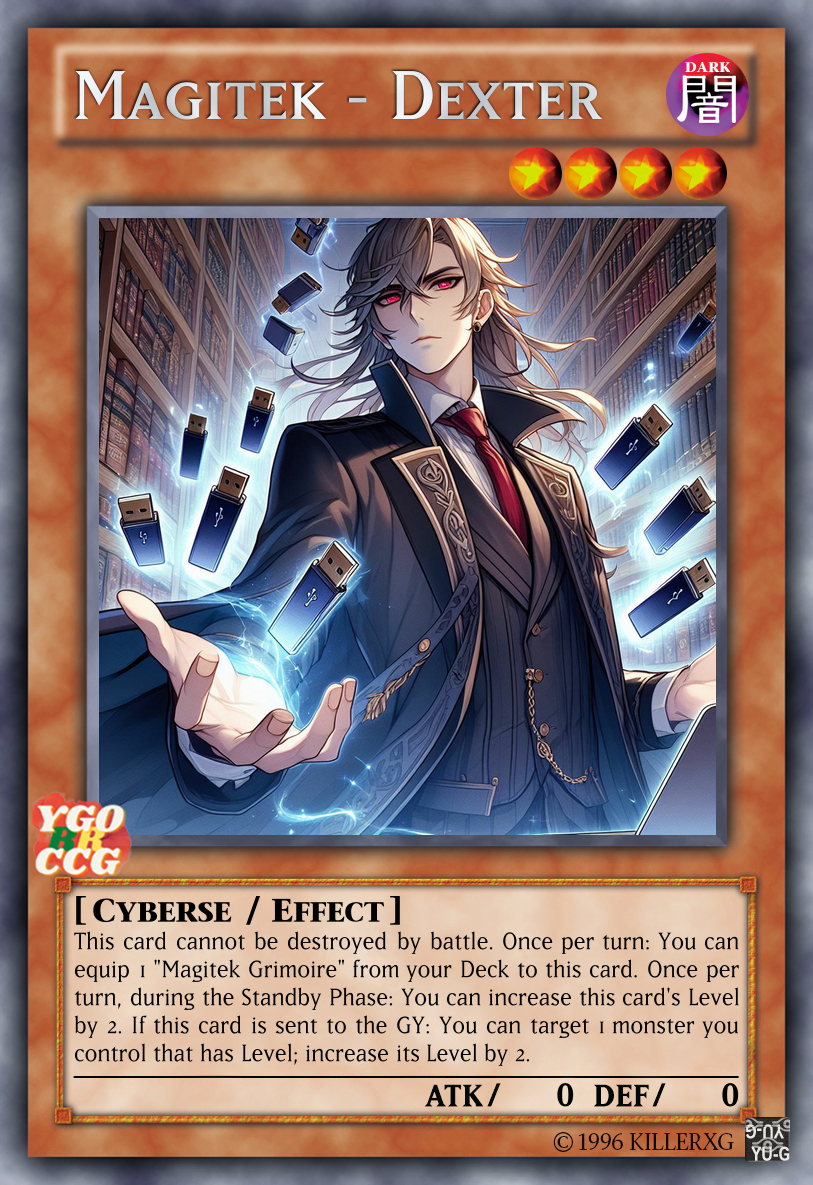 Magitek - Dexter
DARK
闇
[ Cyberse / Effect ]
This card cannot be destroyed by battle. Once per turn: You can
equip 1 "Magitek Grimoire" from your Deck to this card. Once per
turn, during the Standby Phase: You can increase this card's Level
by 2. If this card is sent to the GY: You can target 1 monster you
control that has Level; increase its Level by 2.
ATK/ 0 DEF/ 0
YGO
BR
CCG
© 1996 KILLERXG
YU-G
YU-G